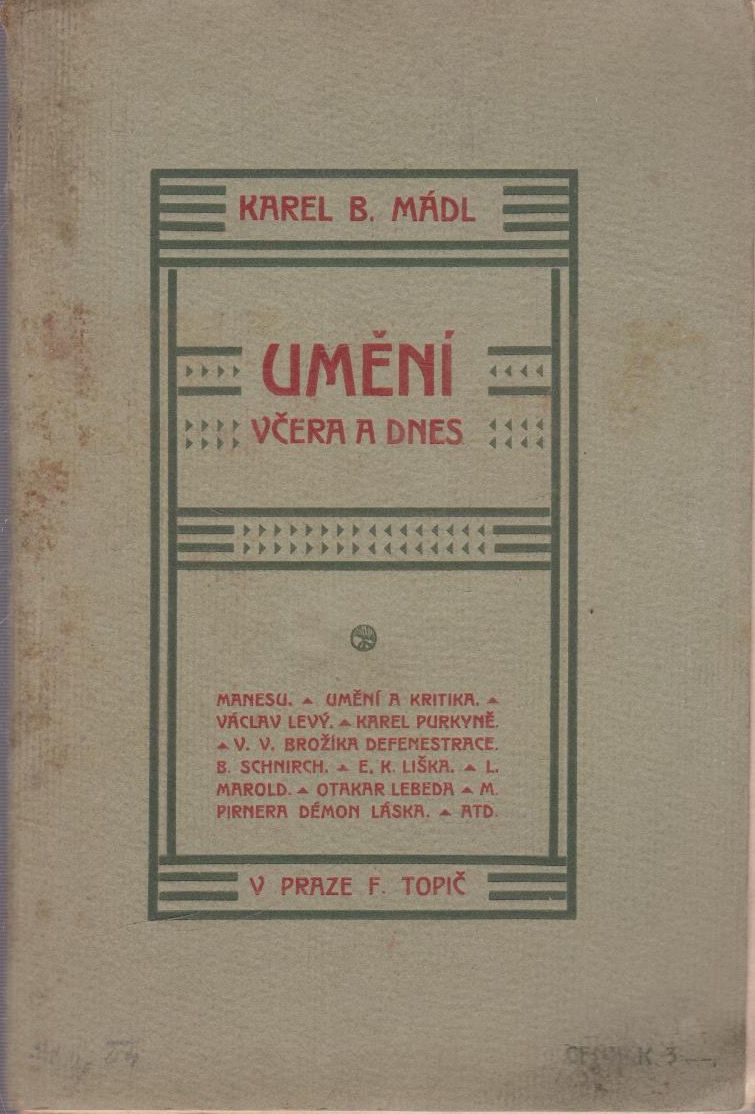 KAREL B. MÁDL
UMĚNÍ
VČERA A DNES
MANESU. UMĚNÍ A KRITIKA.
VÁCLAV LEVÝ. KAREL PURKYNĚ.
V. V. BROŽÍKA DEFENESTRACE.
B. SCHNIRCH. E. K. LIŠKA. L.
MAROLD. OTAKAR LEBEDA M.
PIRNERA DÉMON LÁSKA. ATD.
V PRAZE F. TOPIČ
K 3—.